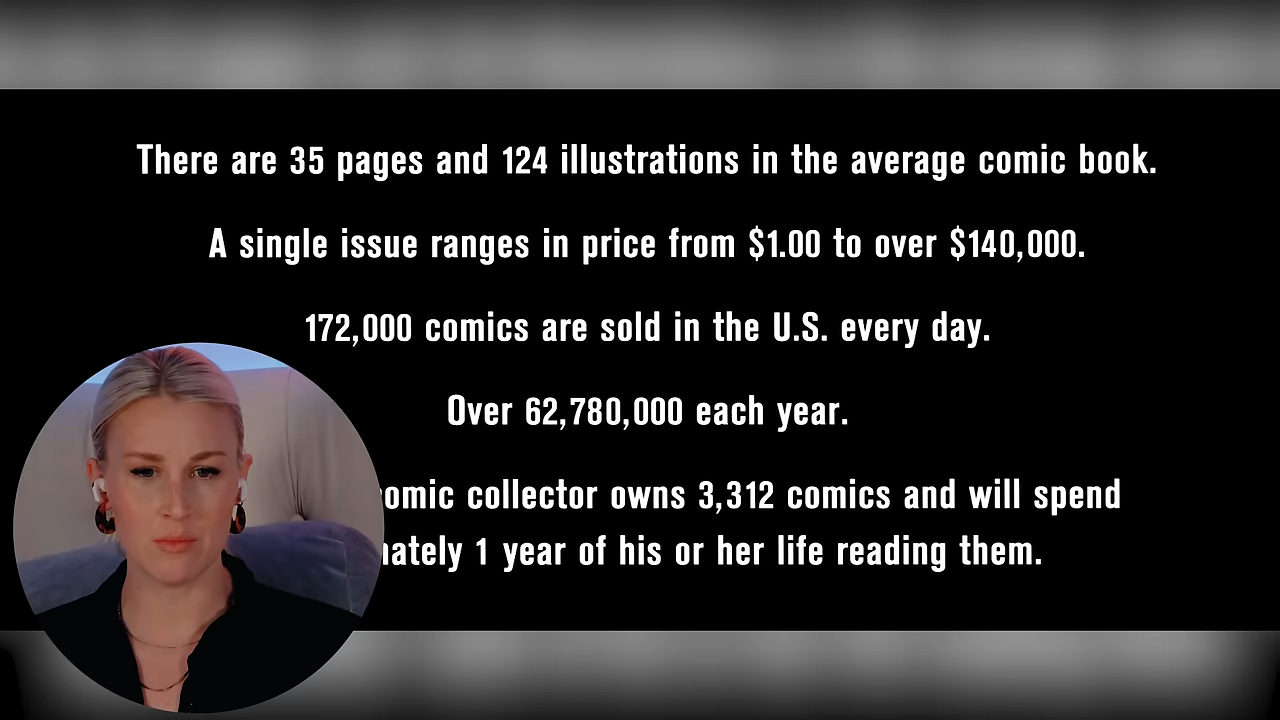 There are 35 pages and 124 illustrations in the average comic book.
A single issue ranges in price from $1.00 to over $140,000.
172,000 comics are sold in the U.S. every day.
Over 62,780,000 each year.
comic collector owns 3,312 comics and will spend
1 year of his or her life reading them.